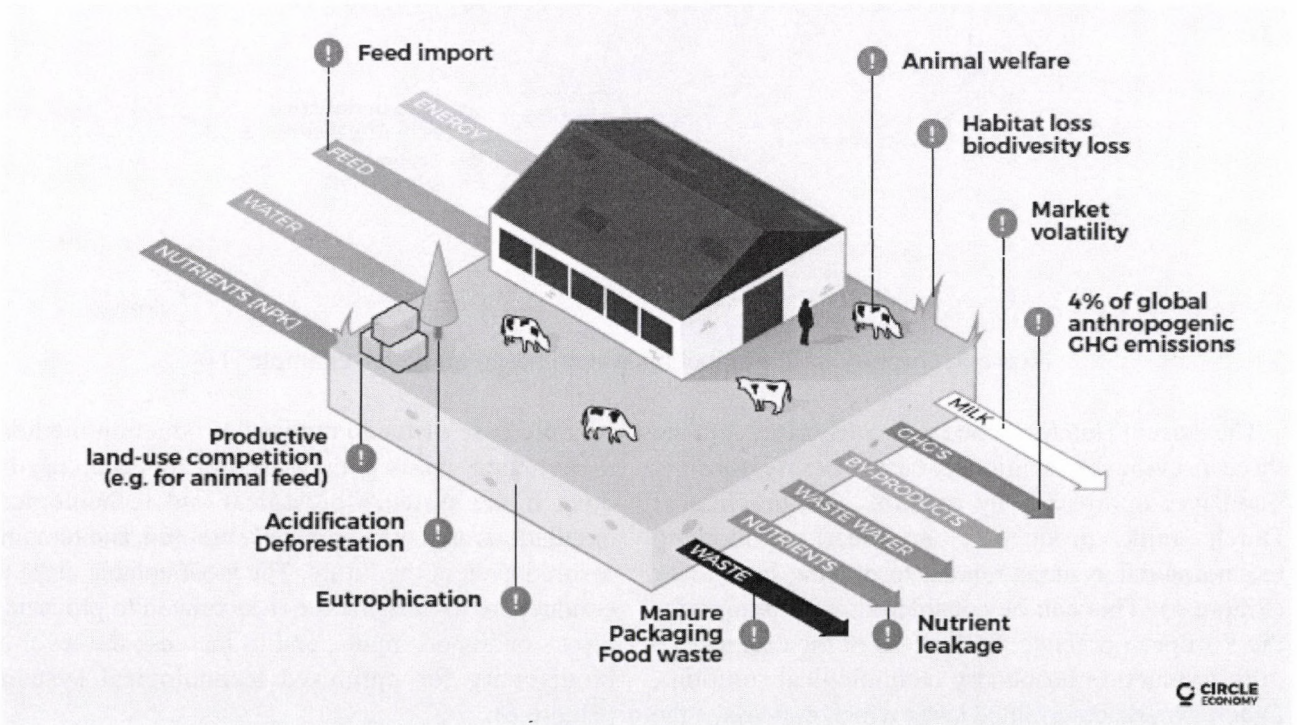 Feed import
Animal welfare
ENERGY
Habitat loss
biodivesity loss
FEED
WATER
Market
volatility
NUTRIENTS (NPK)
4% of global
anthropogenic
GHG emissions
MILK
GHG'S
BY-PRODUCTS
WASTE WATER
NUTRIENTS
WASTE
Productive
land-use competition
(e.g. for animal feed)
Acidification
Deforestation
Eutrophication
Manure
Packaging
Food waste
Nutrient
leakage
CIRCLE
ECONOMY